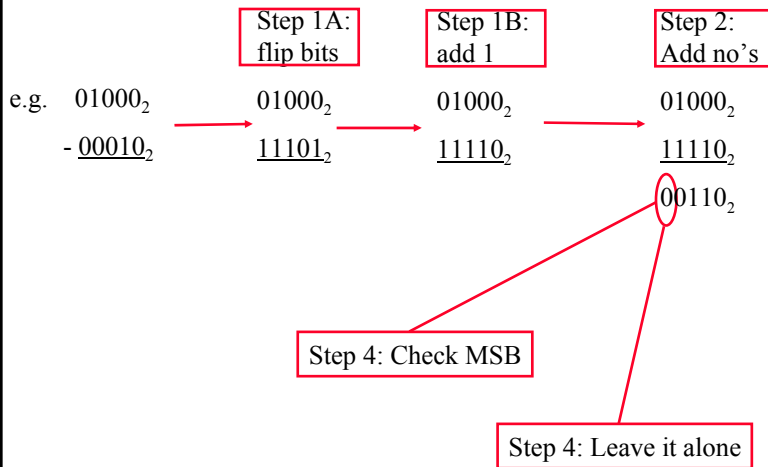 Step 1A:
flip bits
Step 1B:
add 1
Step 2:
Add no’s
e.g. 01000₂ 01000₂ 01000₂ 01000₂
- 00010₂ 11101₂ 11110₂ 11110₂
00110₂
Step 4: Check MSB
Step 4: Leave it alone